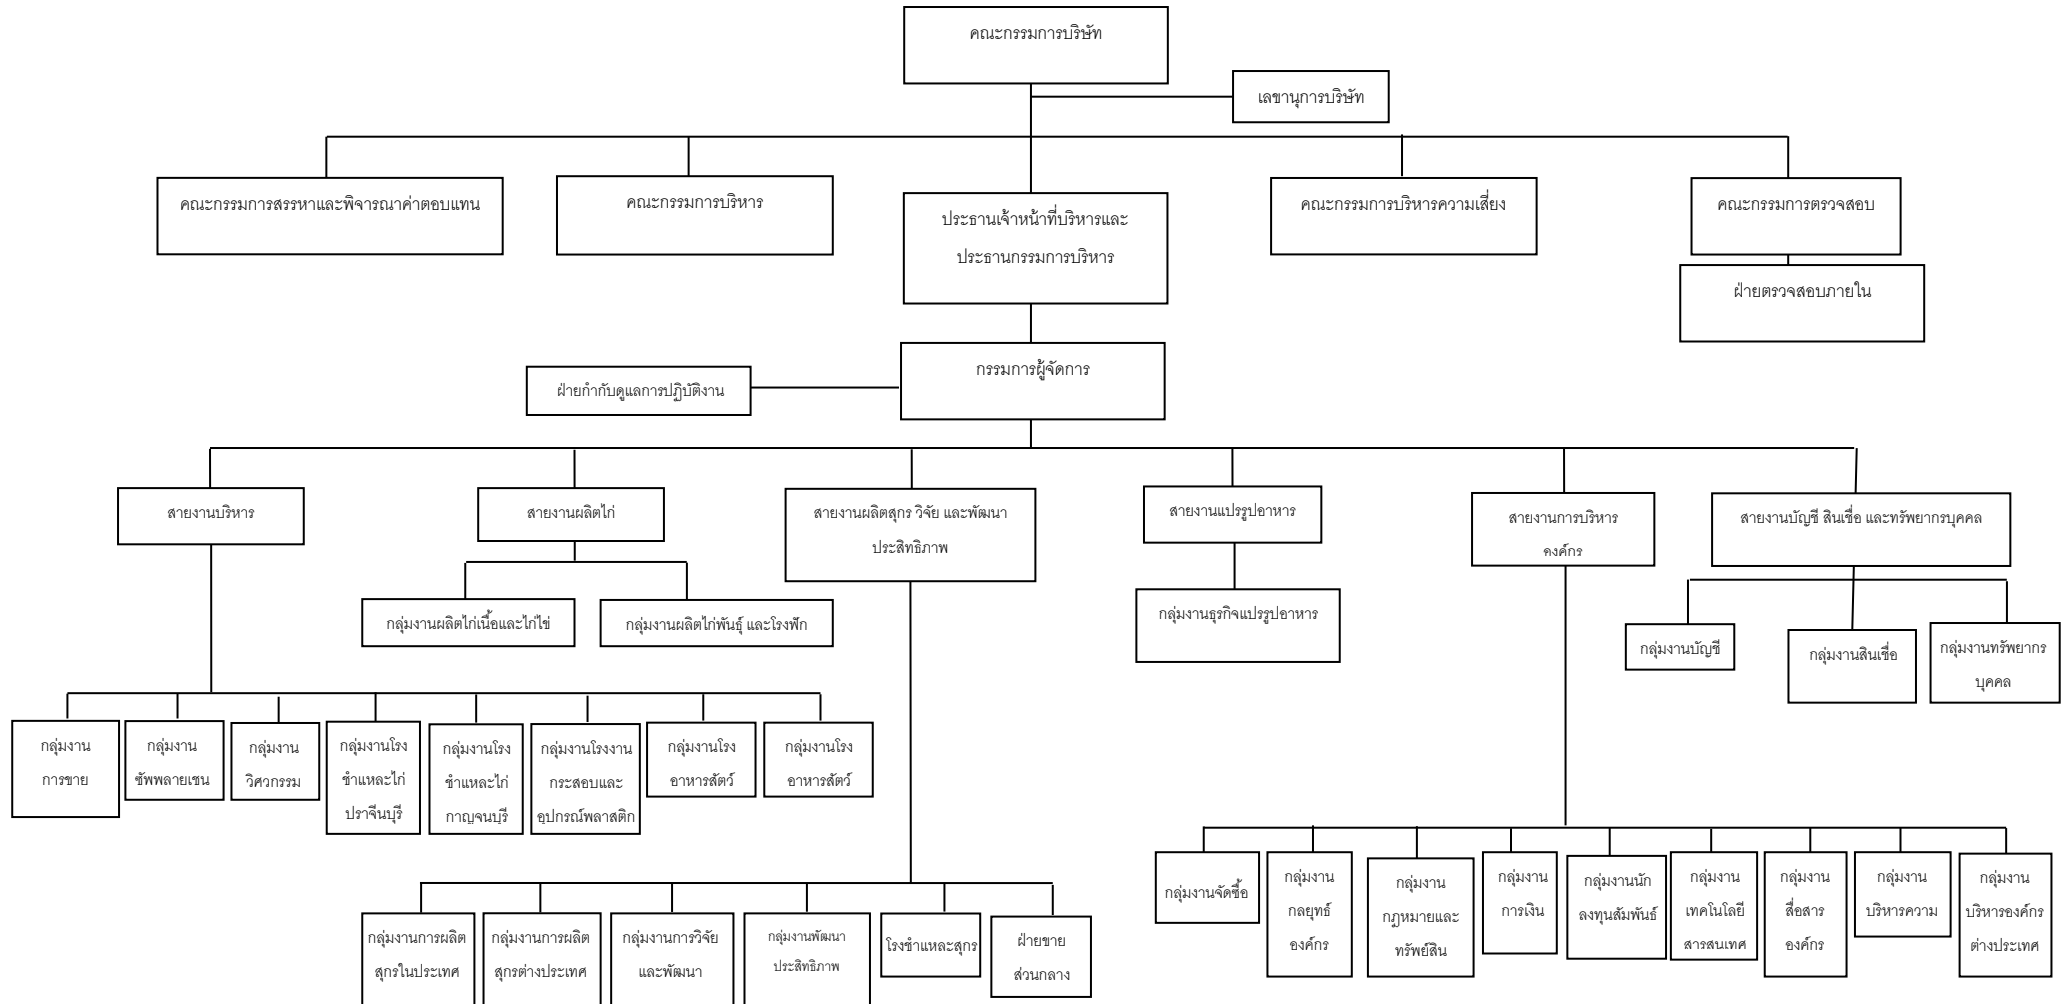 คณะกรรมการบริษัท
เลขานุการบริษัท
คณะกรรมการสรรหาและพิจารณาค่าตอบแทน
คณะกรรมการบริหาร
ประธานเจ้าหน้าที่บริหารและ
ประธานกรรมการบริหาร
คณะกรรมการบริหารความเสี่ยง
คณะกรรมการตรวจสอบ
ฝ่ายตรวจสอบภายใน
กรรมการผู้จัดการ
ฝ่ายกำกับดูแลการปฏิบัติงาน
สายงานบริหาร
สายงานผลิตไก่
สายงานผลิตสุกร วิจัย และพัฒนา
ประสิทธิภาพ
สายงานแปรรูปอาหาร
สายงานการบริหาร
องค์กร
สายงานบัญชี สินเชื่อ และทรัพยากรบุคคล
กลุ่มงานผลิตไก่เนื้อและไก่ไข่
กลุ่มงานผลิตไก่พันธุ์ และโรงฟัก
กลุ่มงานธุรกิจแปรรูปอาหาร
กลุ่มงานบัญชี
กลุ่มงานสินเชื่อ
กลุ่มงานทรัพยากร
บุคคล
กลุ่มงาน
การขาย
กลุ่มงาน
ซัพพลายเชน
กลุ่มงาน
วิศวกรรม
กลุ่มงานโรง
ชำแหละไก่
ปราจีนบุรี
กลุ่มงานโรง
ชำแหละไก่
กาญจนบุรี
กลุ่มงานโรงงาน
กระสอบและ
อุปกรณ์พลาสติก
กลุ่มงานโรง
อาหารสัตว์
กลุ่มงานโรง
อาหารสัตว์
กลุ่มงานจัดซื้อ
กลุ่มงาน
กลยุทธ์
องค์กร
กลุ่มงาน
กฎหมายและ
ทรัพย์สิน
กลุ่มงาน
การเงิน
กลุ่มงานนัก
ลงทุนสัมพันธ์
กลุ่มงาน
เทคโนโลยี
สารสนเทศ
กลุ่มงาน
สื่อสาร
องค์กร
กลุ่มงาน
บริหารความ
กลุ่มงาน
บริหารองค์กร
ต่างประเทศ
กลุ่มงานการผลิต
สุกรในประเทศ
กลุ่มงานการผลิต
สุกรต่างประเทศ
กลุ่มงานการวิจัย
และพัฒนา
กลุ่มงานพัฒนา
ประสิทธิภาพ
โรงชำแหละสุกร
ฝ่ายขาย
ส่วนกลาง